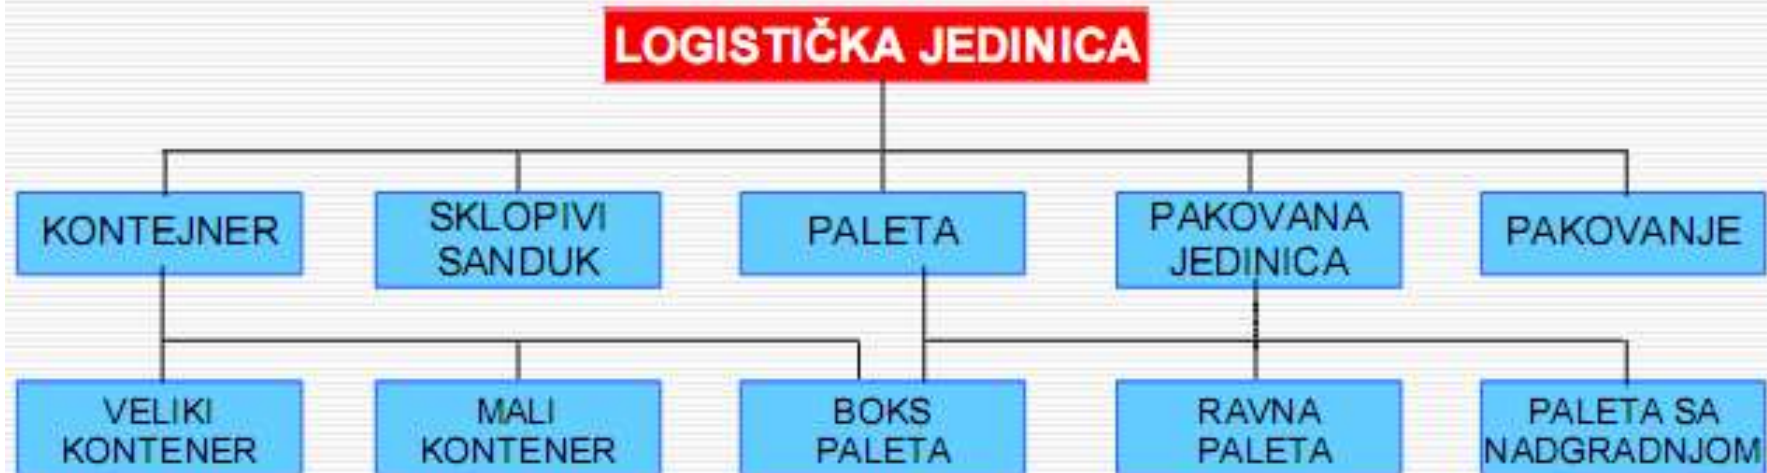 LOGISTIČKA JEDINICA
KONTEJNER
SKLOPIVI
SANDUK
PALETA
PAKOVANA
JEDINICA
PAKOVANJE
VELIKI
KONTENER
MALI
KONTENER
BOKS
PALETA
RAVNA
PALETA
PALETA SA
NADGRADNJOM